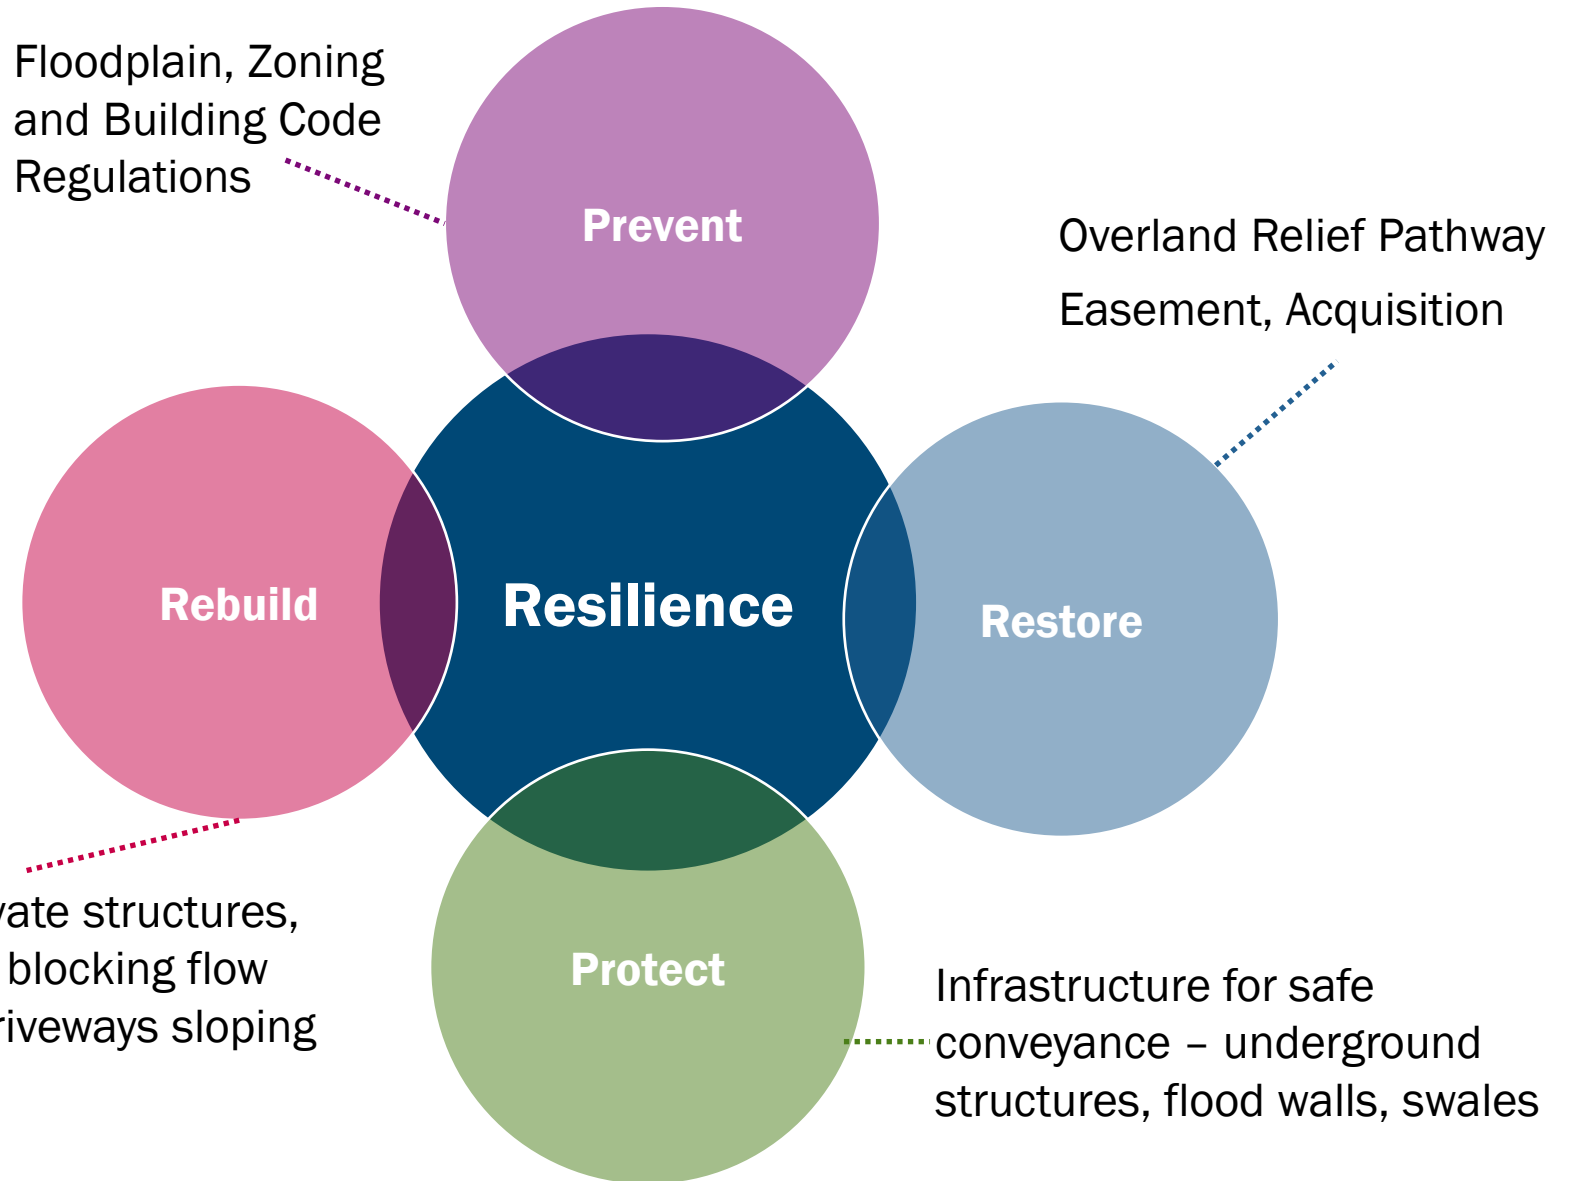 Floodplain, Zoning
and Building Code
Regulations
Prevent
Overland Relief Pathway
Easement, Acquisition
Rebuild
Resilience
Restore
structures,
blocking flow
sloping
Protect
Infrastructure for safe
conveyance – underground
structures, flood walls, swales